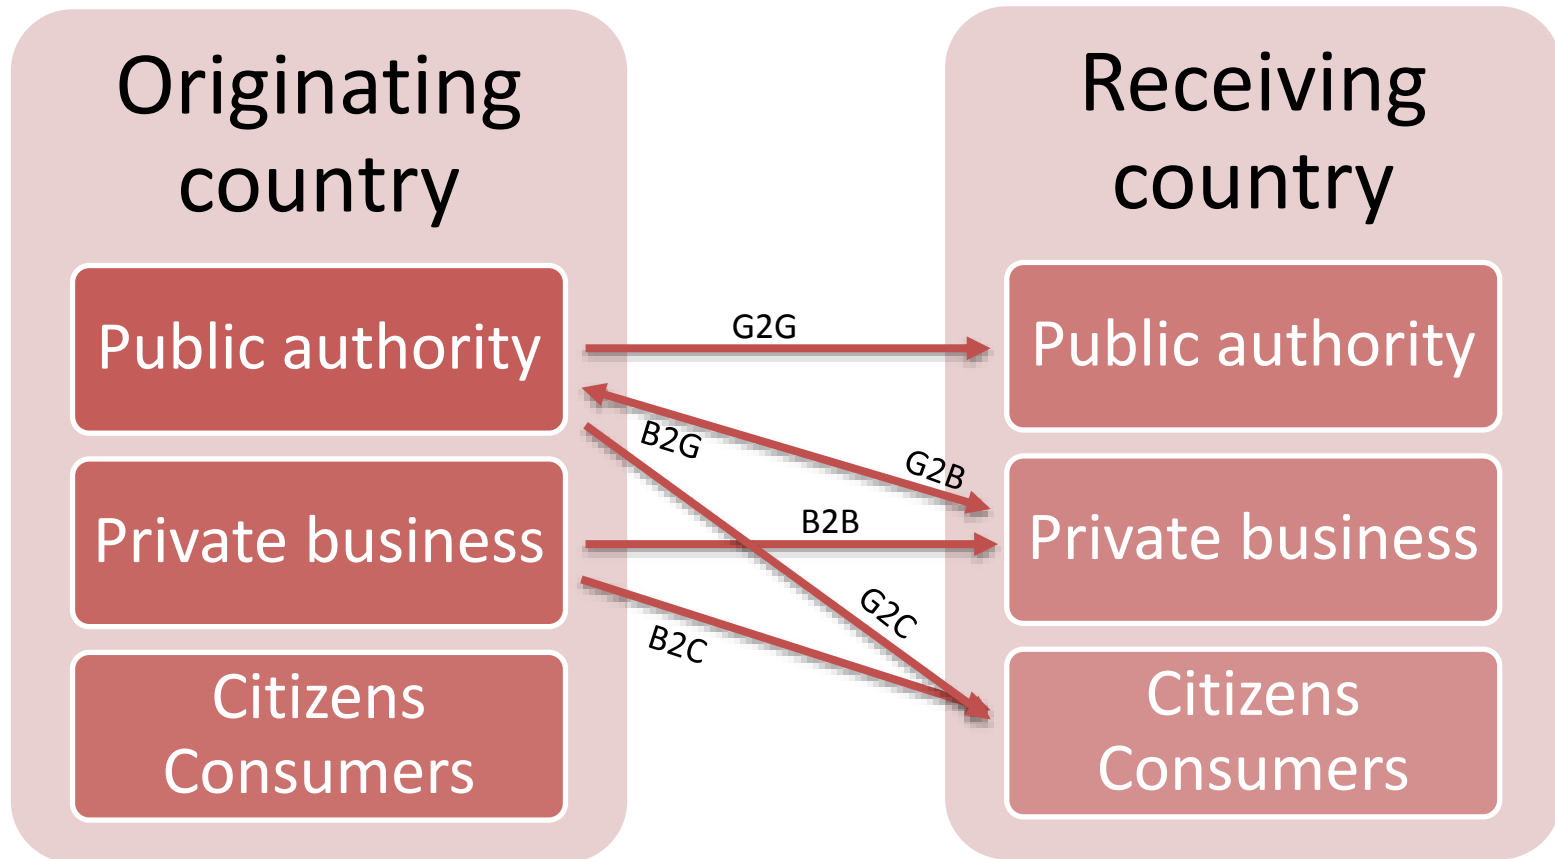 Originating
country
Public authority
Private business
Citizens
Consumers
G2G
B2G
G2B
B2B
G2C
B2C
Receiving
country
Public authority
Private business
Citizens
Consumers